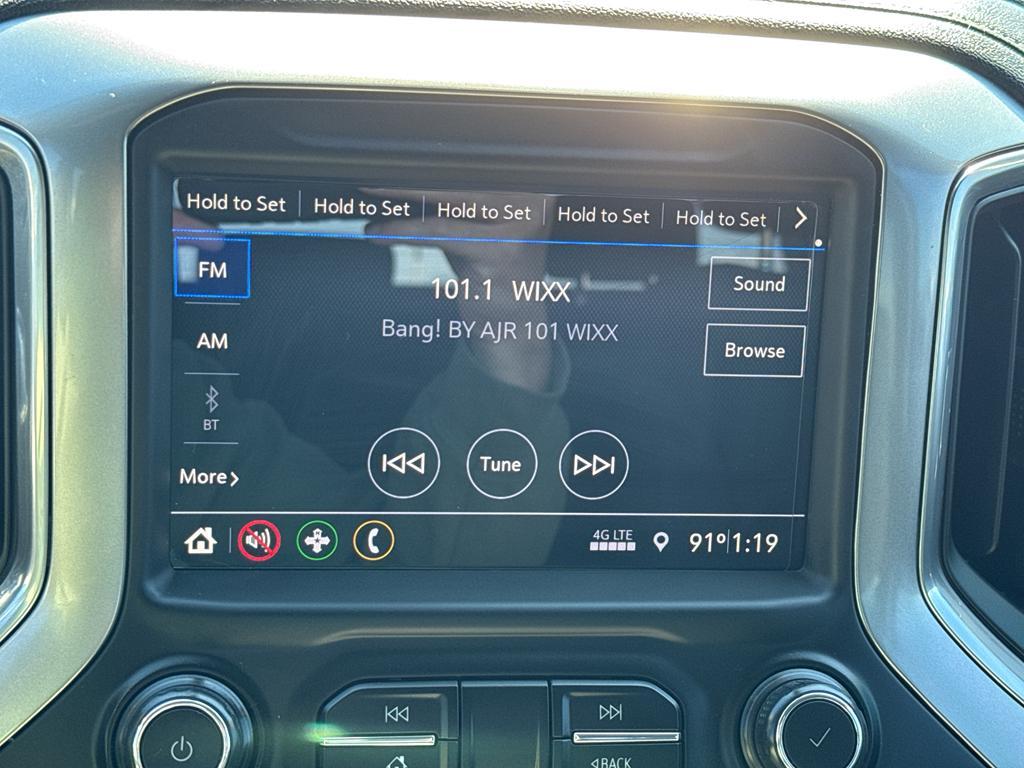 Hold to Set Hold to Set Hold to Set Hold to Set Hold to Set
FM
Sound
101.1 WIXX
Bang! BY AJR 101 WIXX
AM
Browse
BT
More
Tune
4G LTE
91° 1:19
BACK